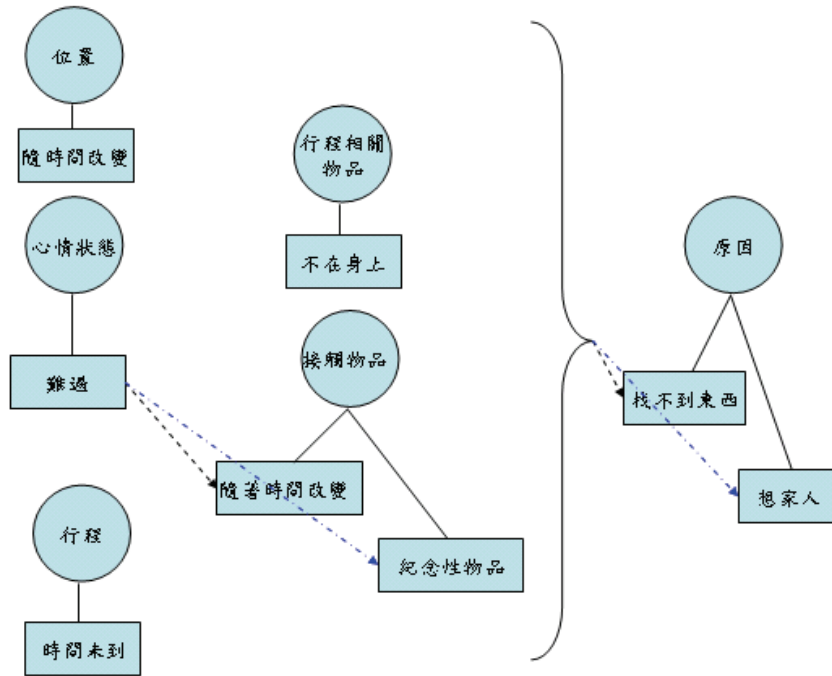 位置
隨時間改變
行程相關
物品
不在身上
心情狀態
難過
接觸物品
隨著時間改變
紀念性物品
行程
時間未到
原因
找不到東西
想家人